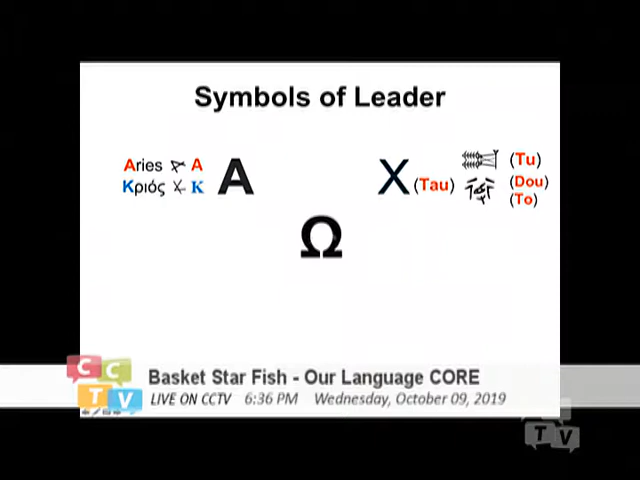 Symbols of Leader
Aries A
Κριός K
A
X (Tau)
(Tu)
(Dou)
(To)
Ω
CCTV
Basket Star Fish - Our Language CORE
LIVE ON CCTV 6:36 PM Wednesday, October 09, 2019
TV